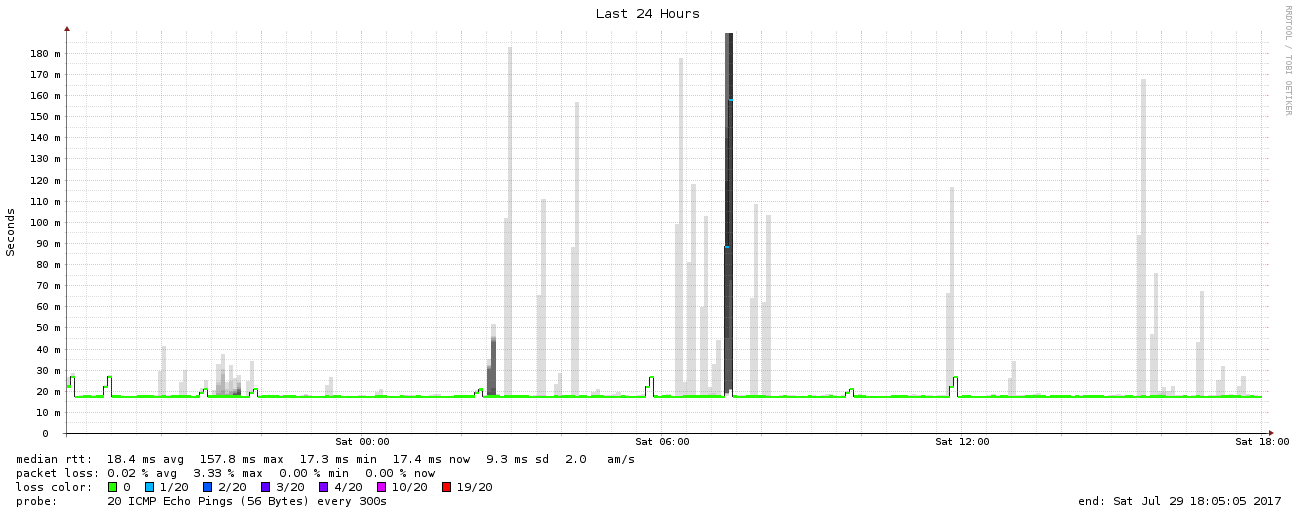 Last 24 Hours
RRDTOOL / TOBI OETIKER
Seconds
180 m
170 m
160 m
150 m
140 m
130 m
120 m
110 m
100 m
90 m
80 m
70 m
60 m
50 m
40 m
30 m
20 m
10 m
0
Sat 00:00 Sat 06:00 Sat 12:00 Sat 18:00
median rtt: 18.4 ms avg 157.8 ms max 17.3 ms min 17.4 ms now 9.3 ms sd 2.0 am/s
packet loss: 0.02 % avg 3.33 % max 0.00 % min 0.00 % now
loss color: 0 1/20 2/20 3/20 4/20 10/20 19/20
probe: 20 ICMP Echo Pings (56 Bytes) every 300s end: Sat Jul 29 18:05:05 2017